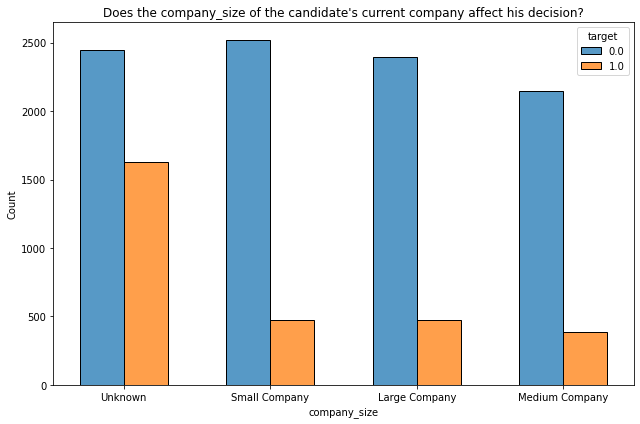 Does the company_size of the candidate's current company affect his decision?
target
0.0
1.0
2500
2000
1500
1000
500
0
Count
Unknown
Small Company
Large Company
Medium Company
company_size